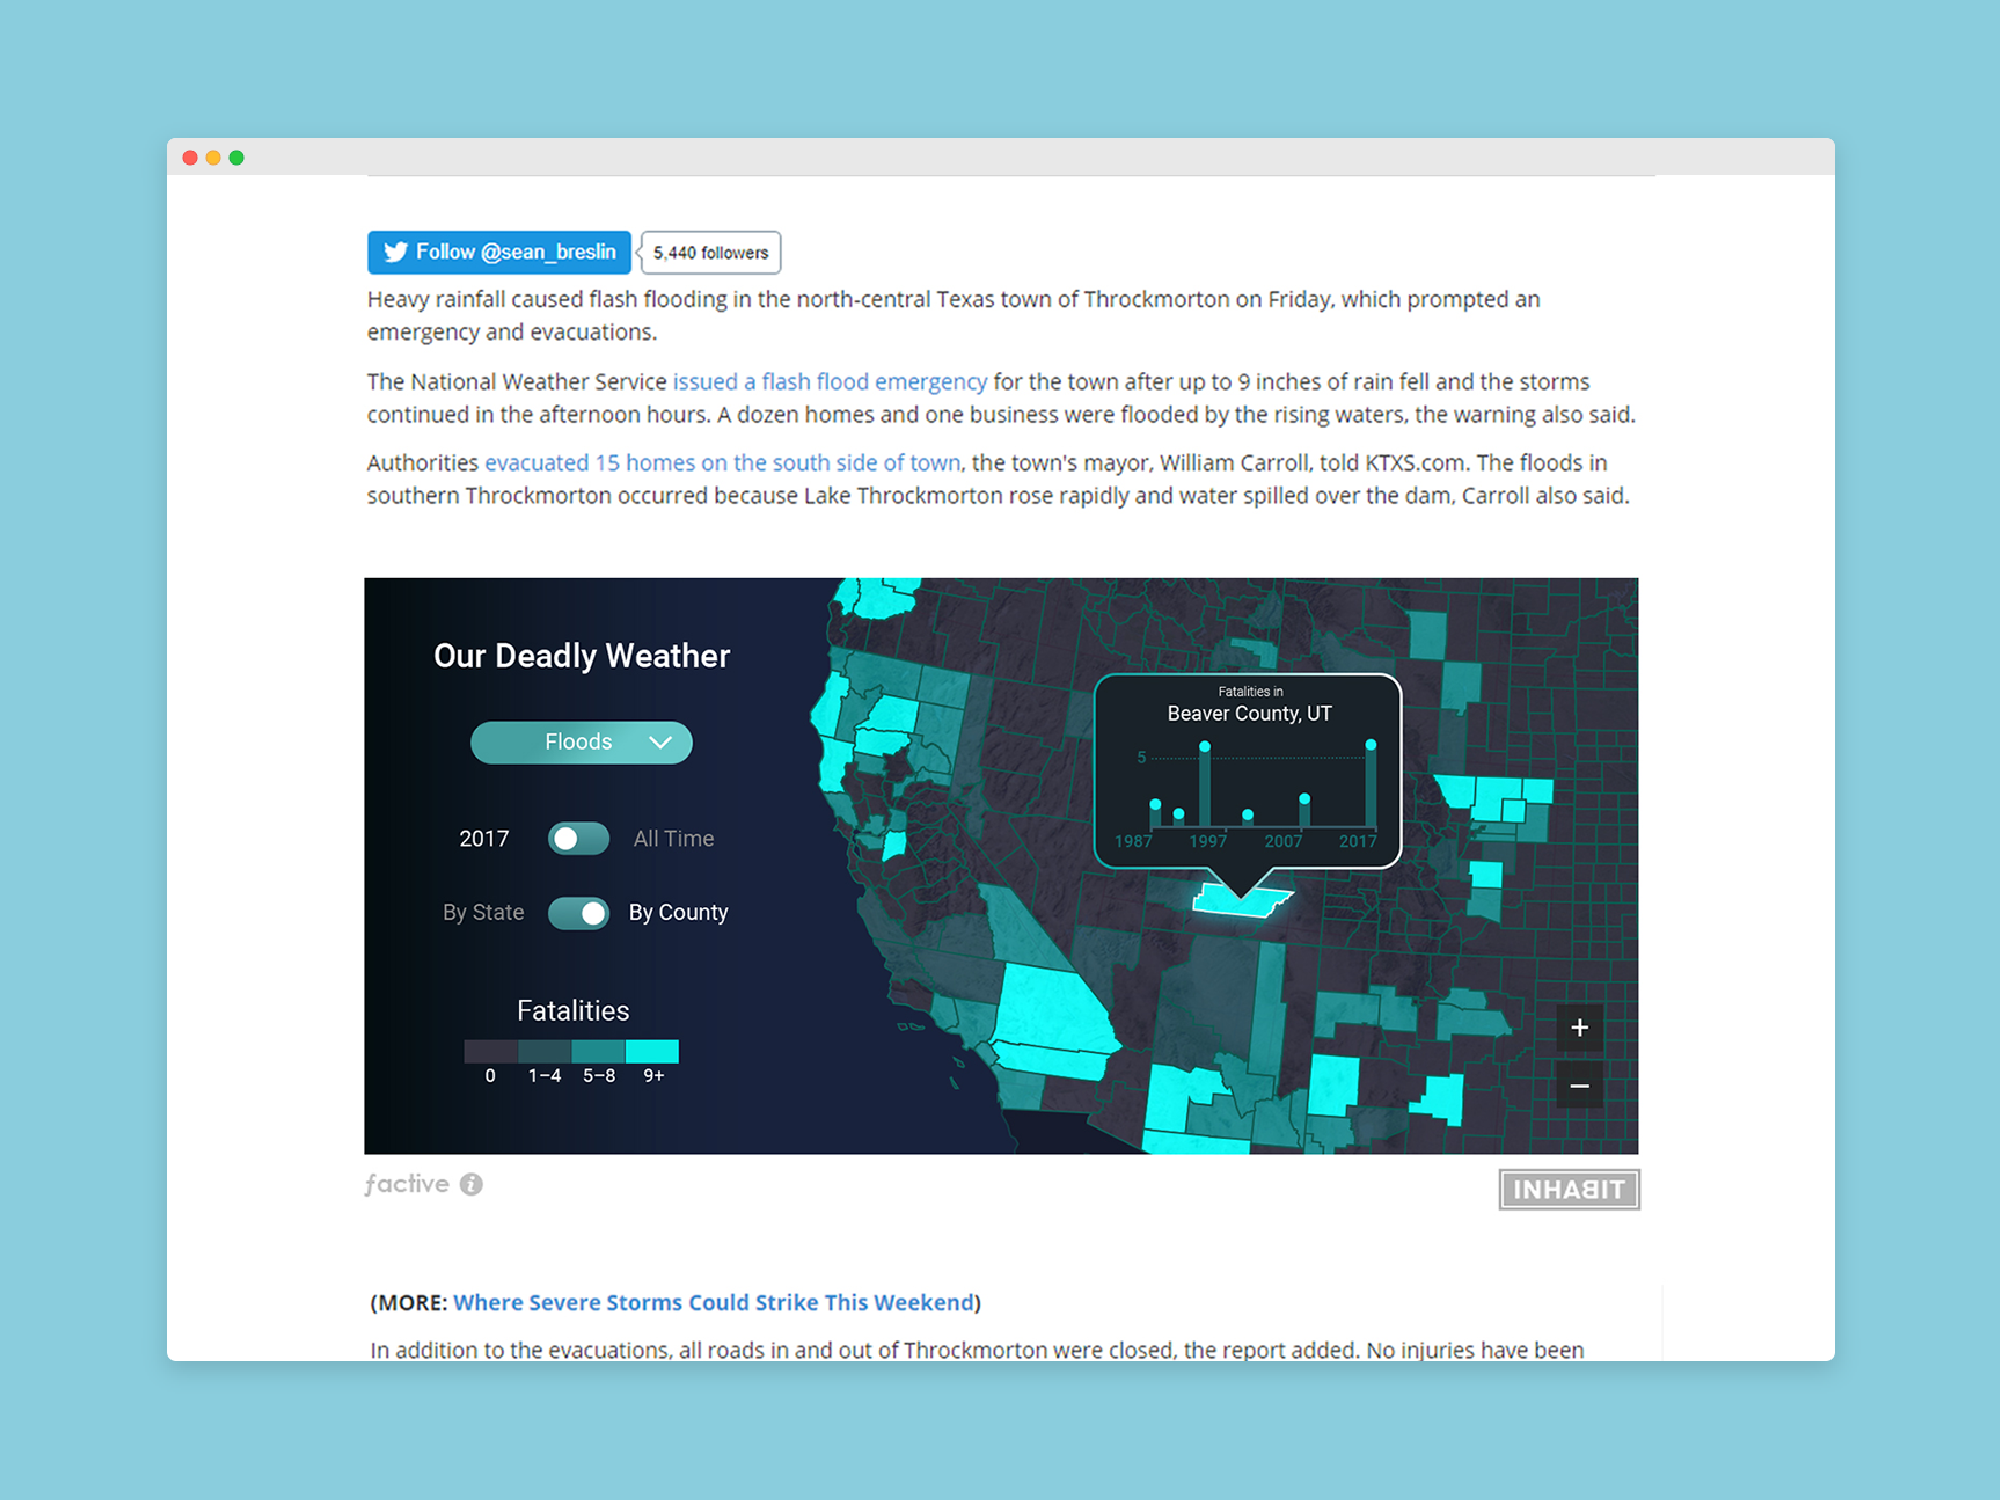 Follow @sean_breslin 5,440 followers
Heavy rainfall caused flash flooding in the north-central Texas town of Throckmorton on Friday, which prompted an
emergency and evacuations.
The National Weather Service issued a flash flood emergency for the town after up to 9 inches of rain fell and the storms
continued in the afternoon hours. A dozen homes and one business were flooded by the rising waters, the warning also said.
Authorities evacuated 15 homes on the south side of town, the town's mayor, William Carroll, told KTXS.com. The floods in
southern Throckmorton occurred because Lake Throckmorton rose rapidly and water spilled over the dam, Carroll also said.
Our Deadly Weather
Floods
2017 All Time
By State By County
Fatalities
0 1–4 5–8 9+
Fatalities in
Beaver County, UT
5
1987 1997 2007 2017
+
−
factive i
INHABIT
(MORE: Where Severe Storms Could Strike This Weekend)
In addition to the evacuations, all roads in and out of Throckmorton were closed, the report added. No injuries have been